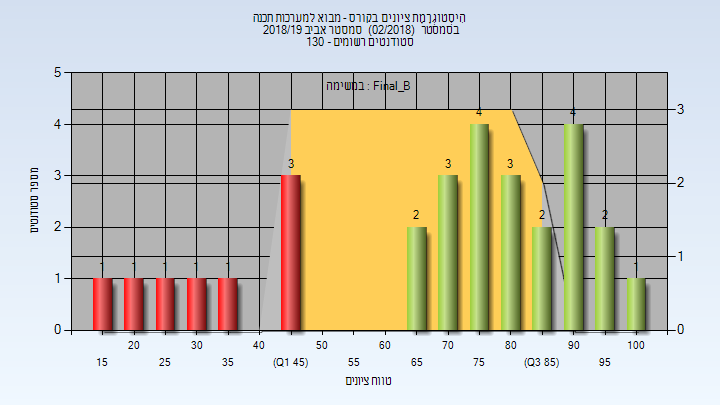 היסטוגרמת ציונים בקורס - מבוא למערכות תכנה
בסמסטר (02/2018) סמסטר אביב 2018/19
סטודנטים רשומים - 130
במשימה : Final_B
מספר סטודנטים
5
4
3
2
1
0
3
2
1
0
1 1 1 1 1 3 2 3 4 3 2 4 2 1
20 30 40 50 60 70 80 90 100
15 25 35 (Q1 45) 55 65 75 (Q3 85) 95
טווח ציונים